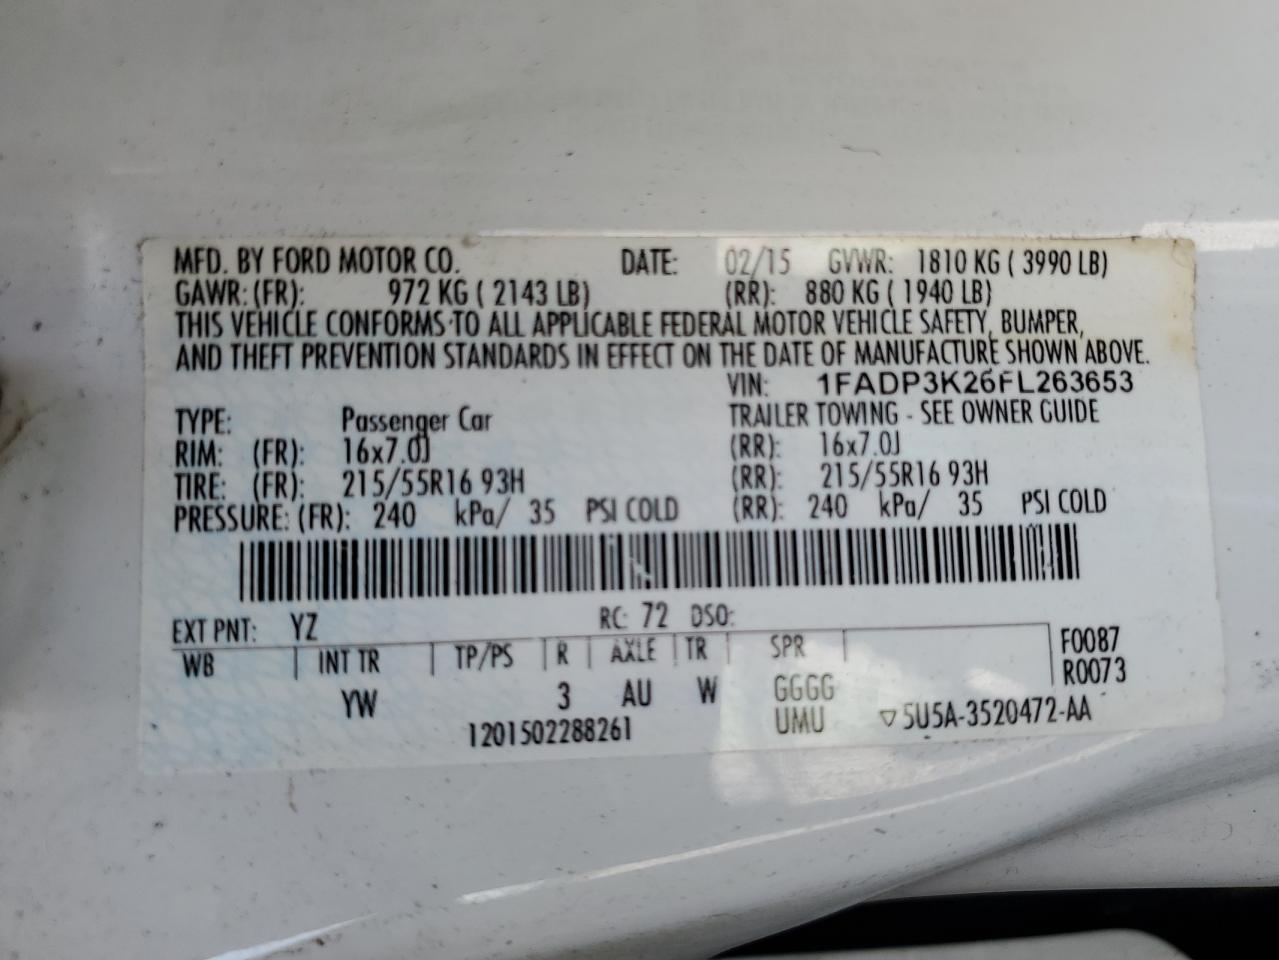 MFD. BY FORD MOTOR CO. DATE: 02/15 GVWR: 1810 KG ( 3990 LB)
GAWR: (FR): 972 KG ( 2143 LB) (RR): 880 KG ( 1940 LB)
THIS VEHICLE CONFORMS TO ALL APPLICABLE FEDERAL MOTOR VEHICLE SAFETY, BUMPER,
AND THEFT PREVENTION STANDARDS IN EFFECT ON THE DATE OF MANUFACTURE SHOWN ABOVE.
VIN: 1FADP3K26FL263653
TYPE: Passenger Car TRAILER TOWING - SEE OWNER GUIDE
RIM: (FR): 16x7.0J (RR): 16x7.0J
TIRE: (FR): 215/55R16 93H (RR): 215/55R16 93H
PRESSURE: (FR): 240 kPa/ 35 PSI COLD (RR): 240 kPa/ 35 PSI COLD
EXT PNT: YZ RC: 72 DSO:
WB INT TR TP/PS R AXLE TR SPR F0087
R0073
YW 3 AU W GGGG
1201502288261 UMU ▽5U5A-3520472-AA